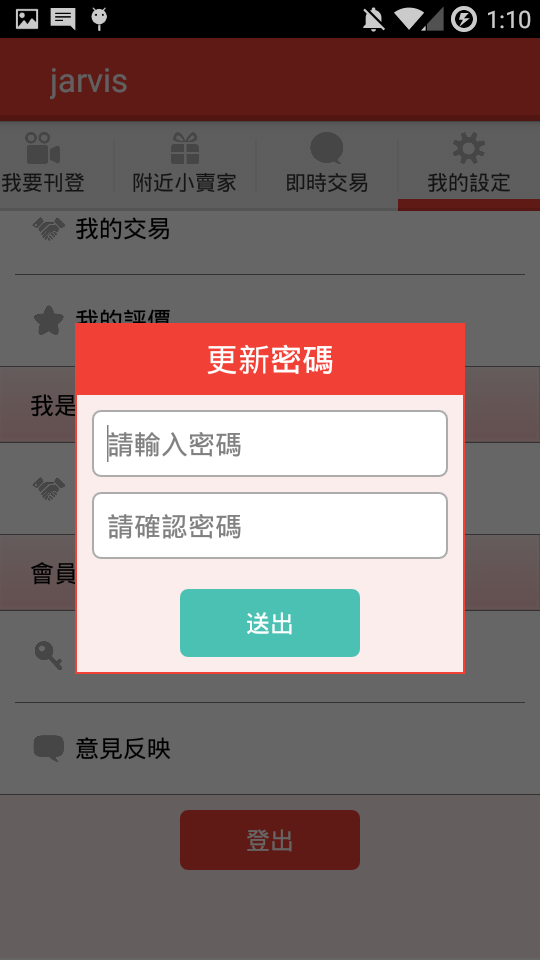 1:10
jarvis
我要刊登
附近小賣家
即時交易
我的設定
我的交易
我的評價
我是
更新密碼
請輸入密碼
請確認密碼
會員
送出
意見反映
登出